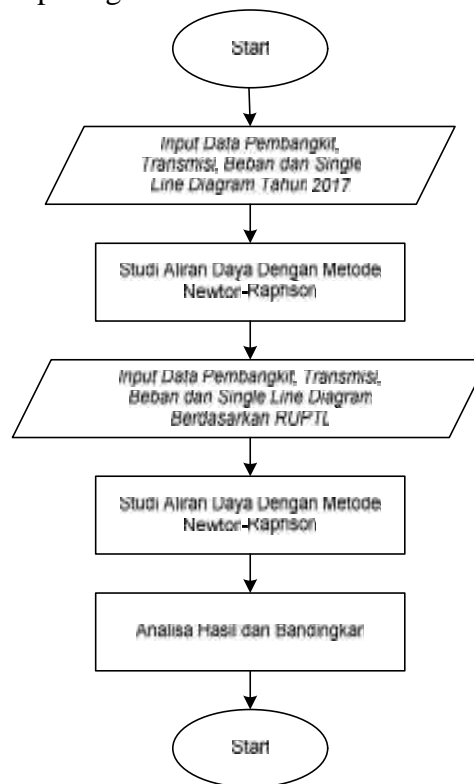 Start
Input Data Pembangkit,
Transmisi, Beban dan Single
Line Diagram Tahun 2017
Studi Aliran Daya Dengan Metode
Newton-Raphson
Input Data Pembangkit, Transmisi,
Beban dan Single Line Diagram
Berdasarkan RUPTL
Studi Aliran Daya Dengan Metode
Newton-Raphson
Analisa Hasil dan Bandingkan
Start